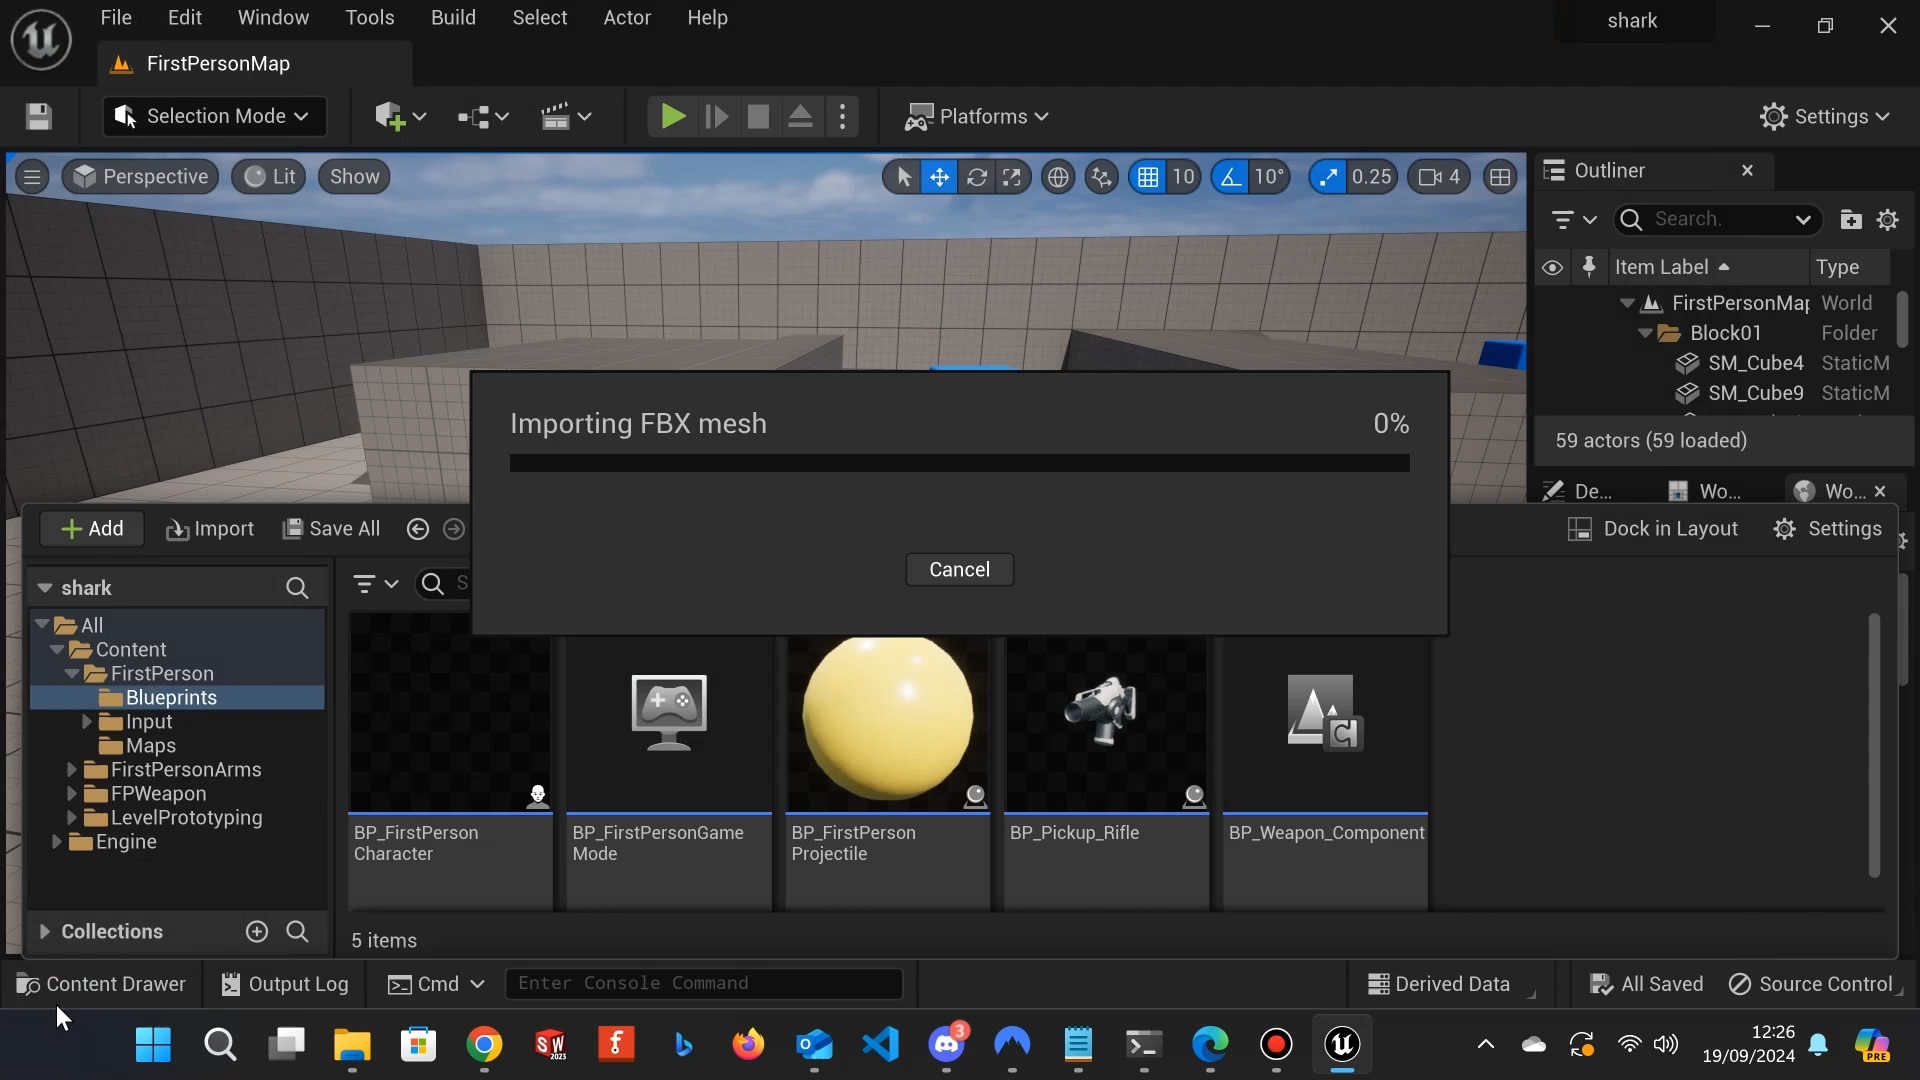 File Edit Window Tools Build Select Actor Help
shark
FirstPersonMap
Selection Mode
Platforms
Settings
Perspective
Lit
Show
10
10°
0.25
4
Outliner
Search.
Item Label
Type
FirstPersonMap World
Block01 Folder
SM_Cube4 StaticM
SM_Cube9 StaticM
59 actors (59 loaded)
De...
Wo...
Wo...
Importing FBX mesh
0%
Cancel
Add
Import
Save All
Dock in Layout
Settings
shark
All
Content
FirstPerson
Blueprints
Input
Maps
FirstPersonArms
FPWeapon
LevelPrototyping
Engine
Collections
S
BP_FirstPerson
Character
BP_FirstPersonGame
Mode
BP_FirstPerson
Projectile
BP_Pickup_Rifle
BP_Weapon_Component
5 items
Content Drawer
Output Log
Cmd
Enter Console Command
Derived Data
All Saved
Source Control
SW
2023
f
3
12:26
19/09/2024
PRE